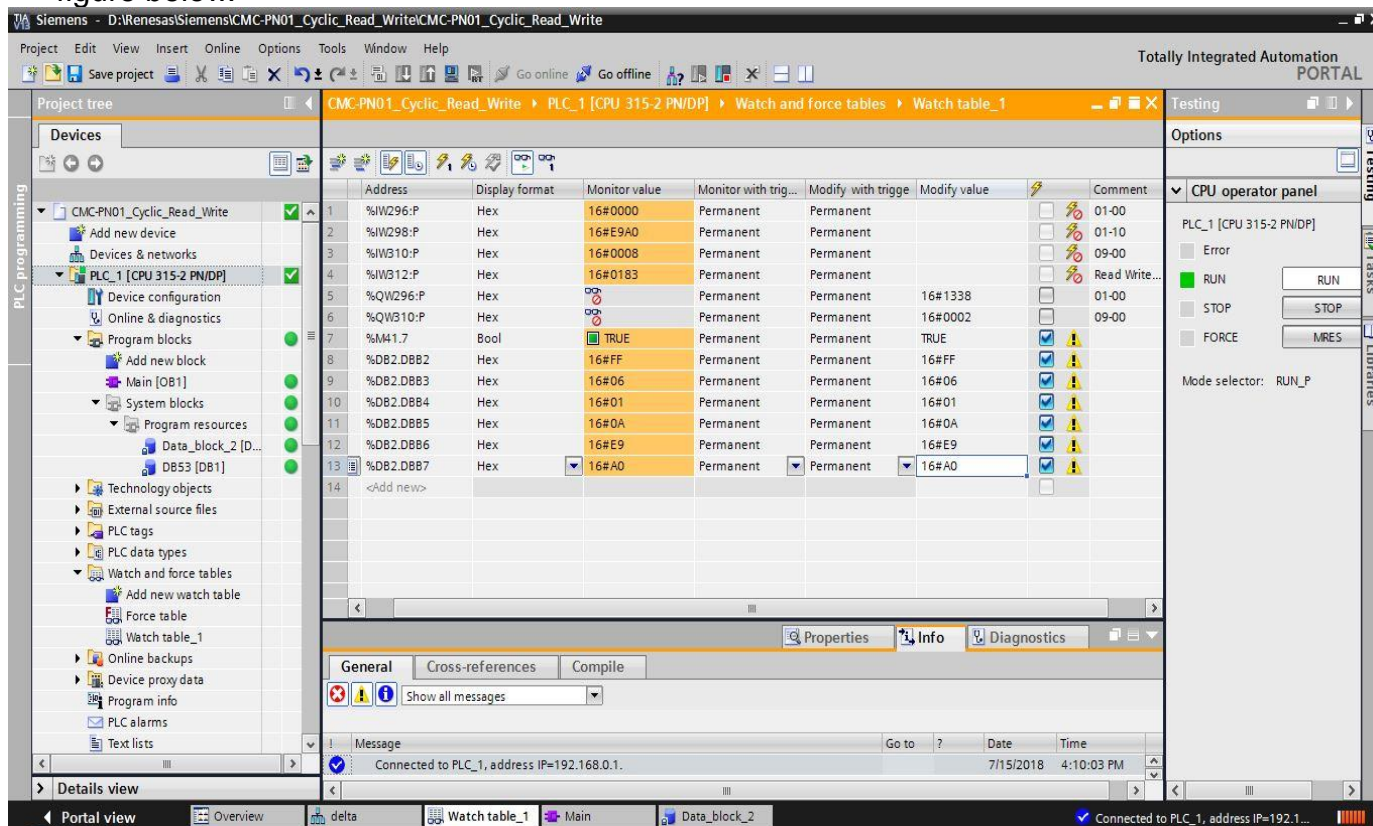 figure below.
Siemens - D:\Renesas\Siemens\CMC-PN01_Cyclic_Read_Write\CMC-PN01_Cyclic_Read_Write
Project Edit View Insert Online Options Tools Window Help
Totally Integrated Automation
PORTAL
Save project Go online Go offline
Project tree
CMC-PN01_Cyclic_Read_Write PLC_1 [CPU 315-2 PN/DP] Watch and force tables Watch table_1
Testing
Devices
Options
PLC programming
Testing
Tasks
Libraries
Address Display format Monitor value Monitor with trig... Modify with trigge Modify value Comment
1 %IW296:P Hex 16#0000 Permanent Permanent 01-00
2 %IW298:P Hex 16#E9A0 Permanent Permanent 01-10
3 %IW310:P Hex 16#0008 Permanent Permanent 09-00
4 %IW312:P Hex 16#0183 Permanent Permanent Read Write...
5 %QW296:P Hex Permanent Permanent 16#1338 01-00
6 %QW310:P Hex Permanent Permanent 16#0002 09-00
7 %M41.7 Bool TRUE Permanent Permanent TRUE
8 %DB2.DBB2 Hex 16#FF Permanent Permanent 16#FF
9 %DB2.DBB3 Hex 16#06 Permanent Permanent 16#06
10 %DB2.DBB4 Hex 16#01 Permanent Permanent 16#01
11 %DB2.DBB5 Hex 16#0A Permanent Permanent 16#0A
12 %DB2.DBB6 Hex 16#E9 Permanent Permanent 16#E9
13 %DB2.DBB7 Hex 16#A0 Permanent Permanent 16#A0
14 <Add new>
CMC-PN01_Cyclic_Read_Write
Add new device
Devices & networks
PLC_1 [CPU 315-2 PN/DP]
Device configuration
Online & diagnostics
Program blocks
Add new block
Main [OB1]
System blocks
Program resources
Data_block_2 [D...
DB53 [DB1]
Technology objects
External source files
PLC tags
PLC data types
Watch and force tables
Add new watch table
Force table
Watch table_1
Online backups
Device proxy data
Program info
PLC alarms
Text lists
Details view
CPU operator panel
PLC_1 [CPU 315-2 PN/DP]
Error
RUN RUN
STOP STOP
FORCE MRES
Mode selector: RUN_P
Properties Info Diagnostics
General Cross-references Compile
Show all messages
! Message Go to ? Date Time
Connected to PLC_1, address IP=192.168.0.1. 7/15/2018 4:10:03 PM
Portal view Overview delta Watch table_1 Main Data_block_2 Connected to PLC_1, address IP=192.1...